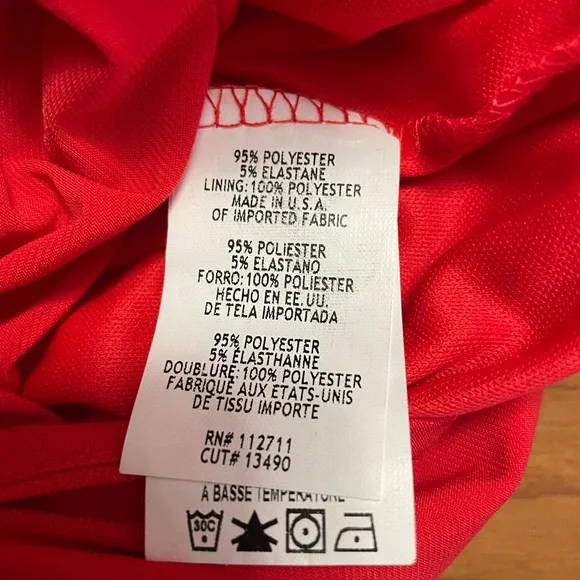 95% POLYESTER
5% ELASTANE
LINING: 100% POLYESTER
MADE IN U.S.A.
OF IMPORTED FABRIC
95% POLIESTER
5% ELASTANO
FORRO: 100% POLIESTER
HECHO EN EE. UU.
DE TELA IMPORTADA
95% POLYESTER
5% ÉLASTHANNE
DOUBLURE: 100% POLYESTER
FABRIQUÉ AUX ÉTATS-UNIS
DE TISSU IMPORTE
RN# 112711
CUT# 13490
A BASSE TEMPERATURE
30C